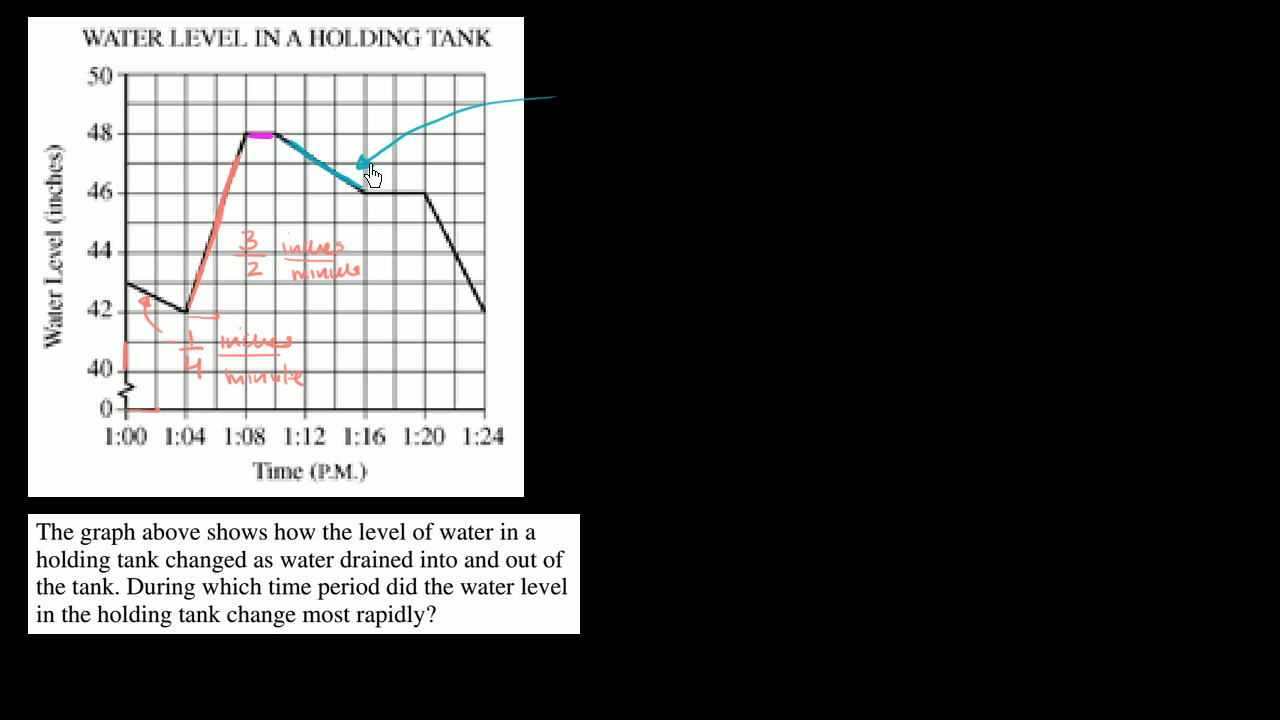 WATER LEVEL IN A HOLDING TANK
50
48
46
44
42
40
0
Water Level (inches)
3/2 inches/minute
-1/4 inches/minute
1:00 1:04 1:08 1:12 1:16 1:20 1:24
Time (P.M.)
The graph above shows how the level of water in a
holding tank changed as water drained into and out of
the tank. During which time period did the water level
in the holding tank change most rapidly?